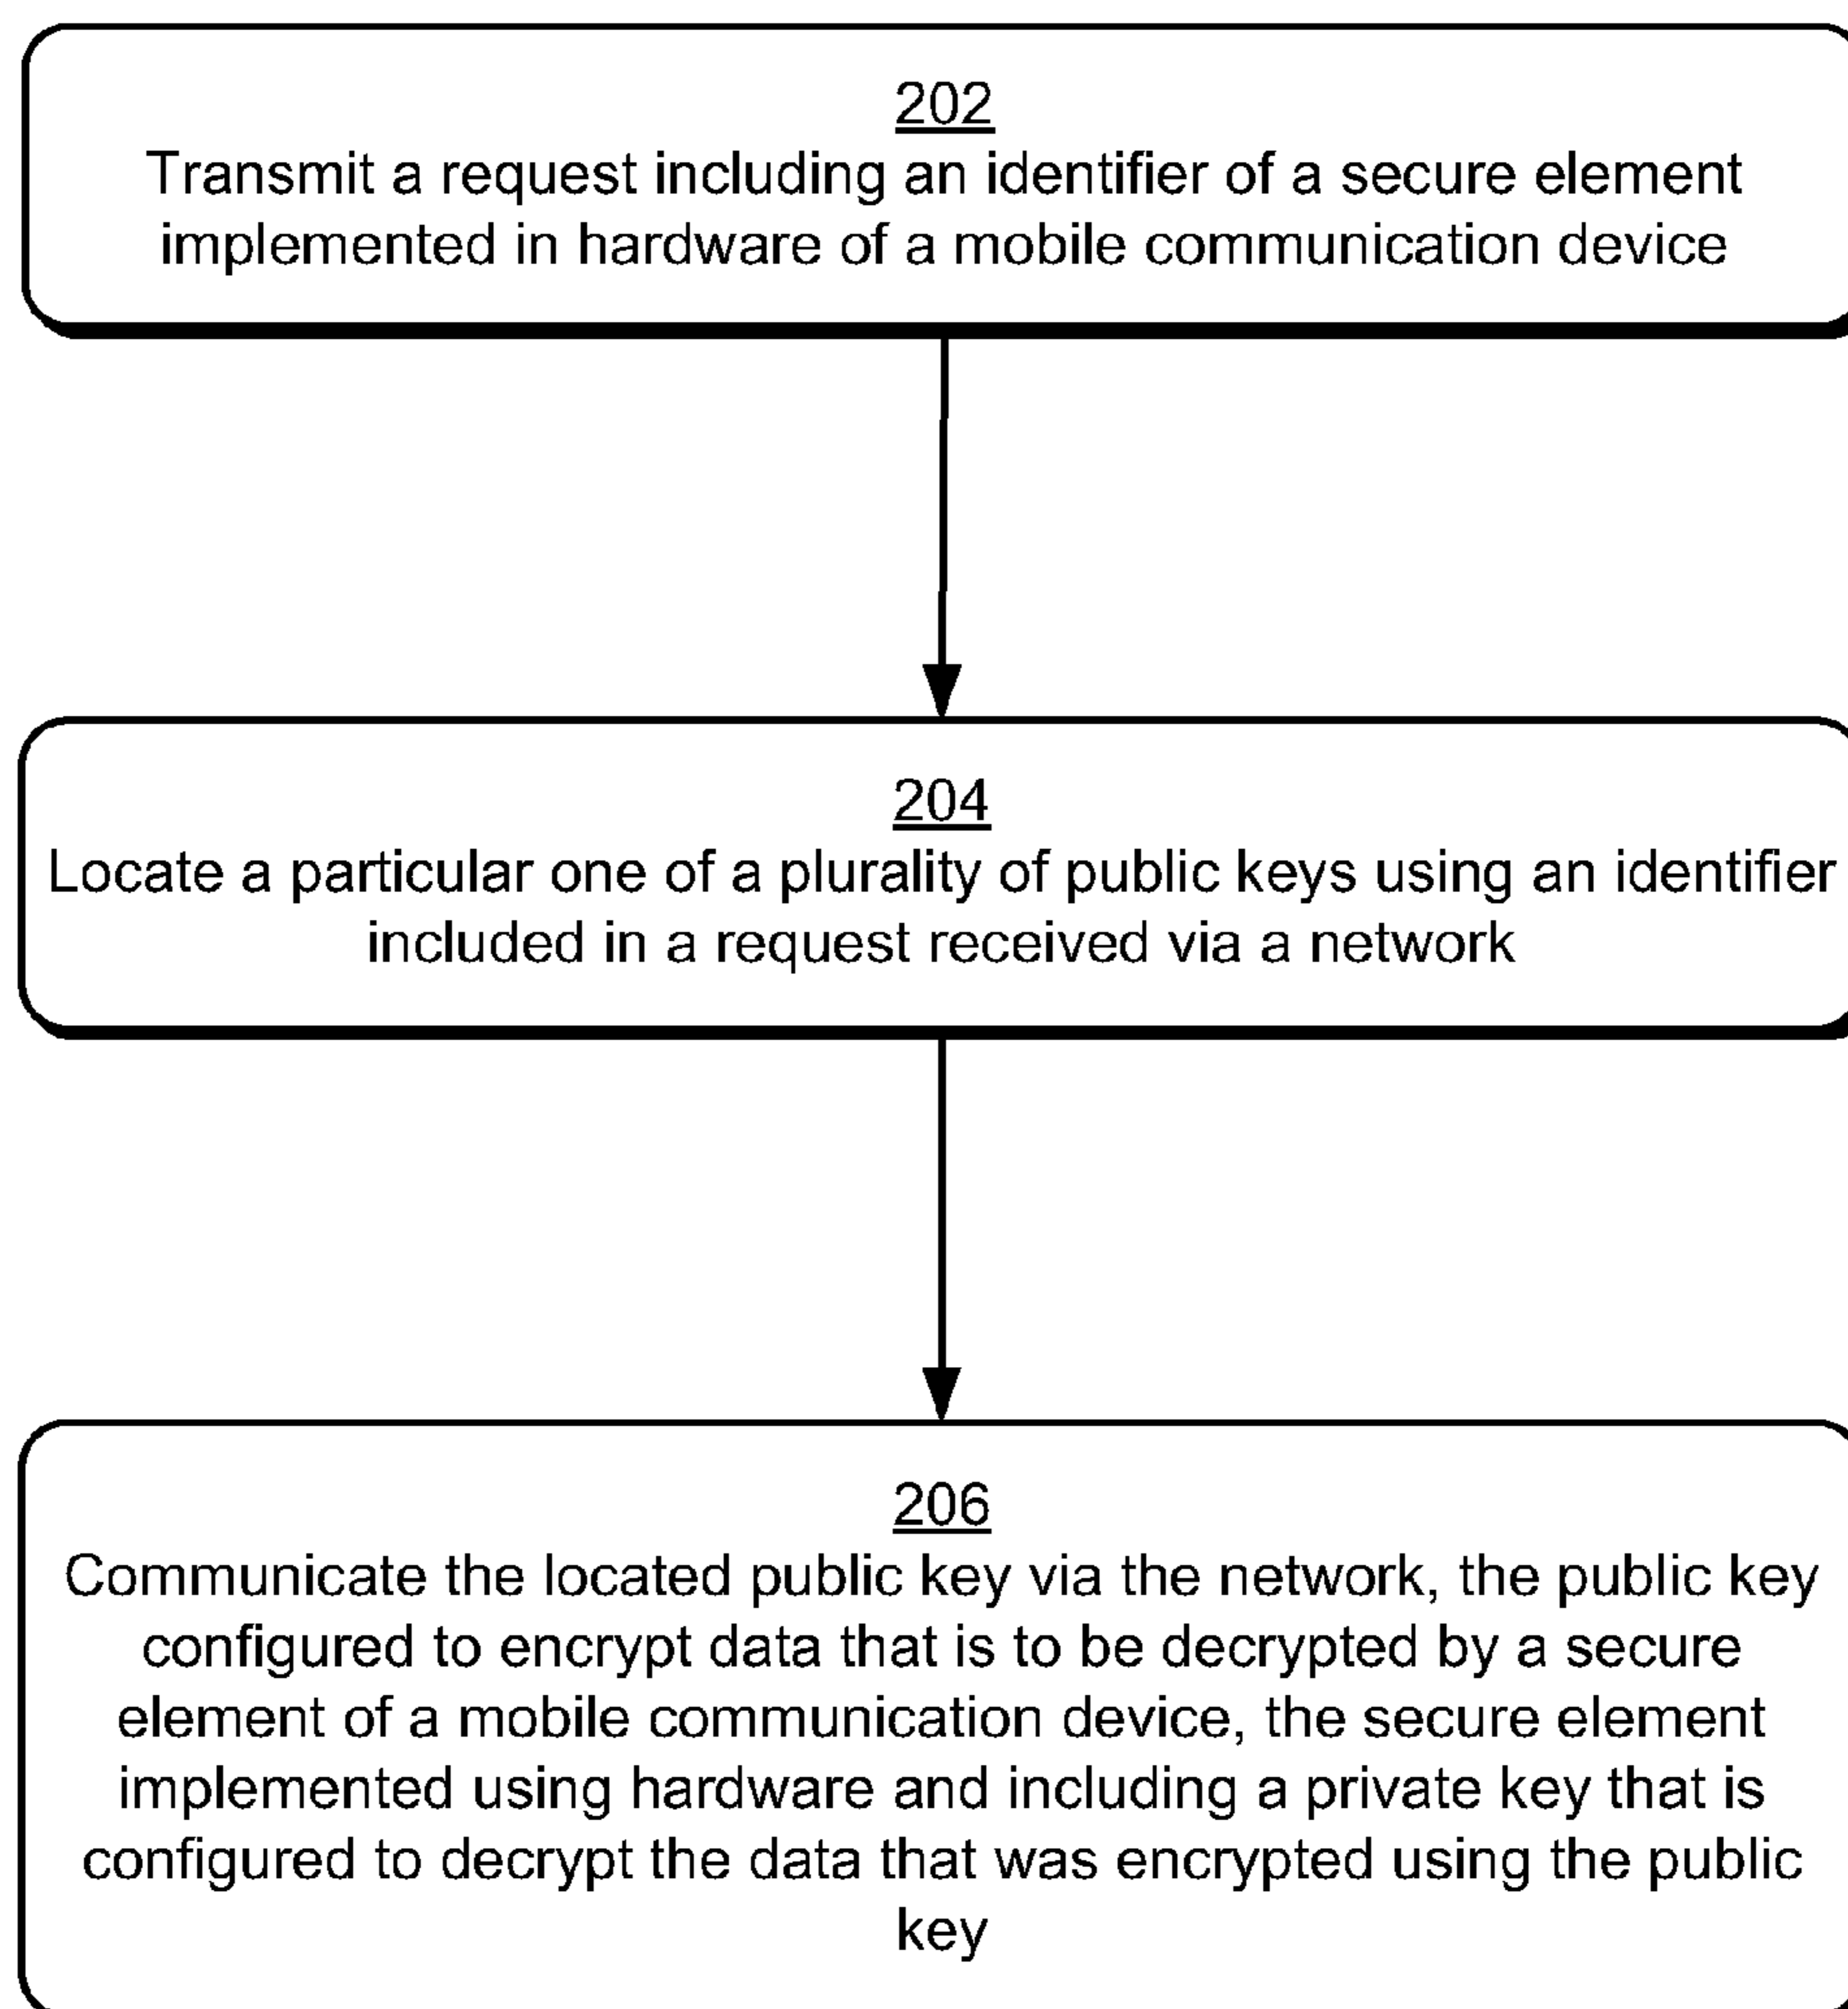 202
Transmit a request including an identifier of a secure element
implemented in hardware of a mobile communication device
204
Locate a particular one of a plurality of public keys using an identifier
included in a request received via a network
206
Communicate the located public key via the network, the public key
configured to encrypt data that is to be decrypted by a secure
element of a mobile communication device, the secure element
implemented using hardware and including a private key that is
configured to decrypt the data that was encrypted using the public
key